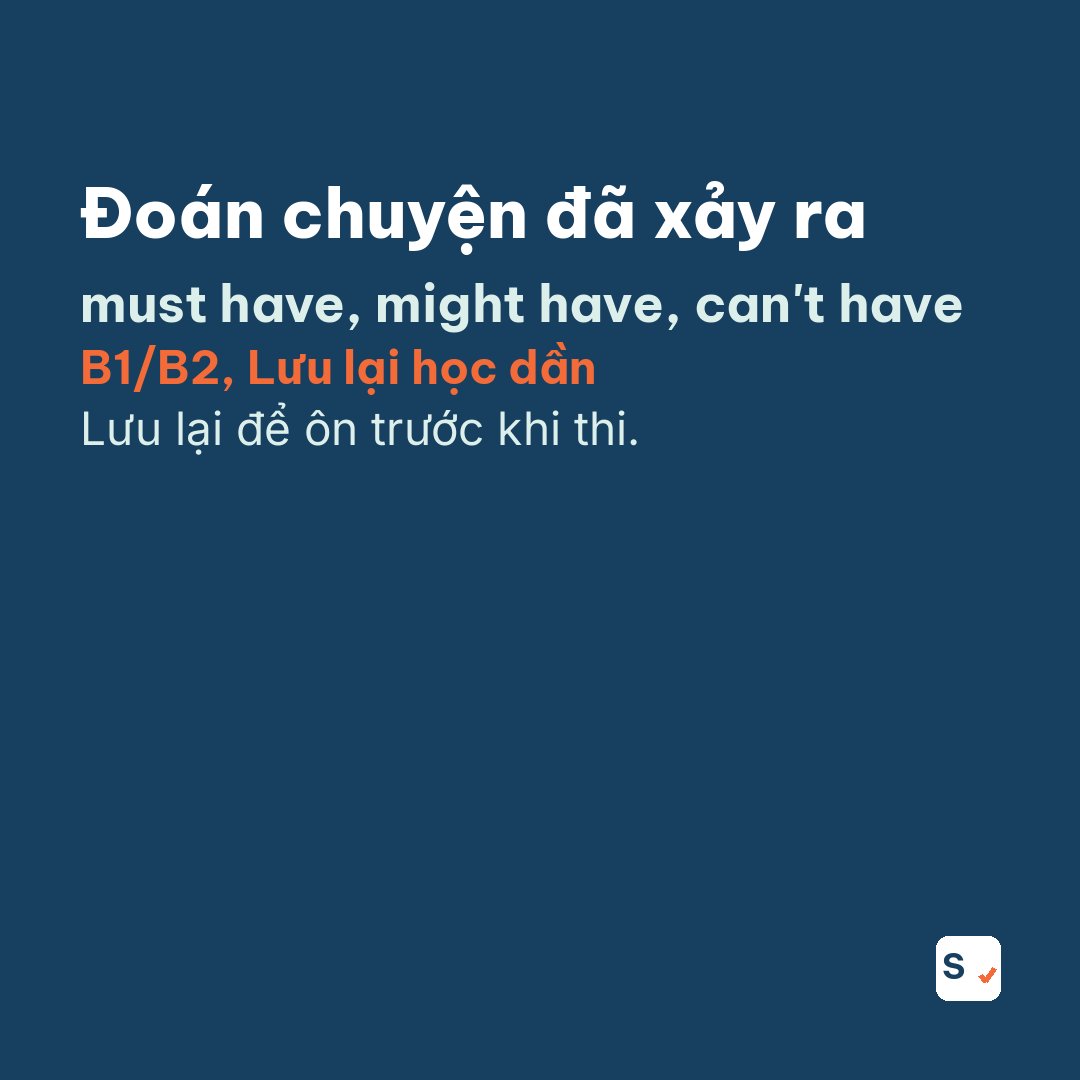 Đoán chuyện đã xảy ra
must have, might have, can't have
B1/B2, Lưu lại học dần
Lưu lại để ôn trước khi thi.
S